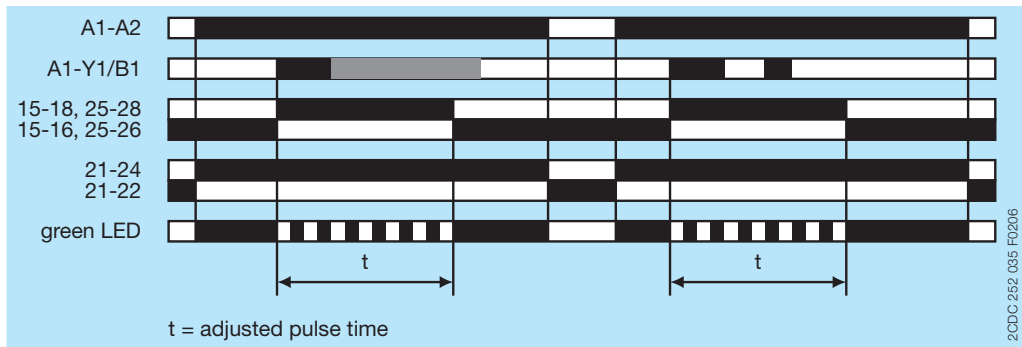 A1-A2
A1-Y1/B1
15-18, 25-28
15-16, 25-26
21-24
21-22
green LED
t
t
t = adjusted pulse time
2CDC 252 035 F0206